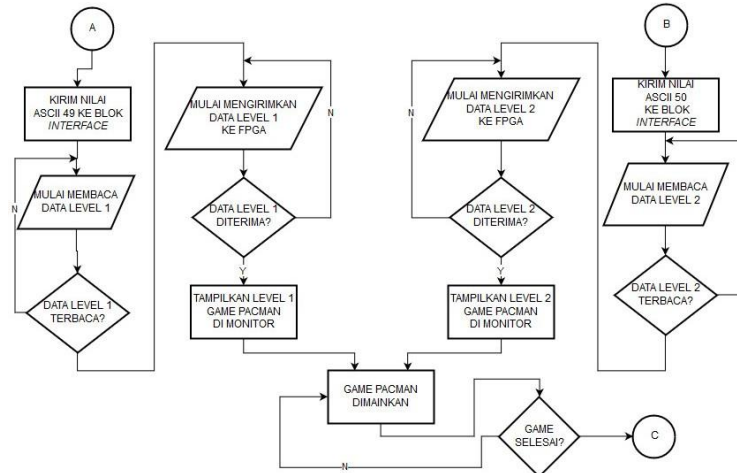 A
KIRIM NILAI
ASCII 49 KE BLOK
INTERFACE
N
MULAI MEMBACA
DATA LEVEL 1
DATA LEVEL 1
TERBACA?
MULAI MENGIRIMKAN
DATA LEVEL 1
KE FPGA
N
DATA LEVEL 1
DITERIMA?
Y
TAMPILKAN LEVEL 1
GAME PACMAN
DI MONITOR
B
KIRIM NILAI
ASCII 50
KE BLOK
INTERFACE
MULAI MEMBACA
DATA LEVEL 2
DATA LEVEL 2
TERBACA?
MULAI MENGIRIMKAN
DATA LEVEL 2
KE FPGA
N
DATA LEVEL 2
DITERIMA?
Y
TAMPILKAN LEVEL 2
GAME PACMAN
DI MONITOR
GAME PACMAN
DIMAINKAN
GAME
SELESAI?
N
C